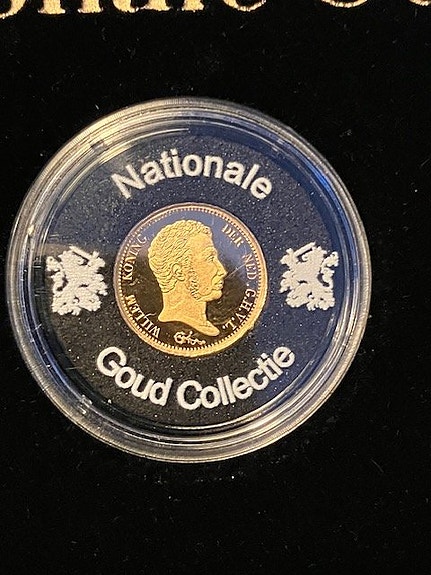 Nationale
WILLEM KONING DER NED. G.H.V.L.
Goud Collectie